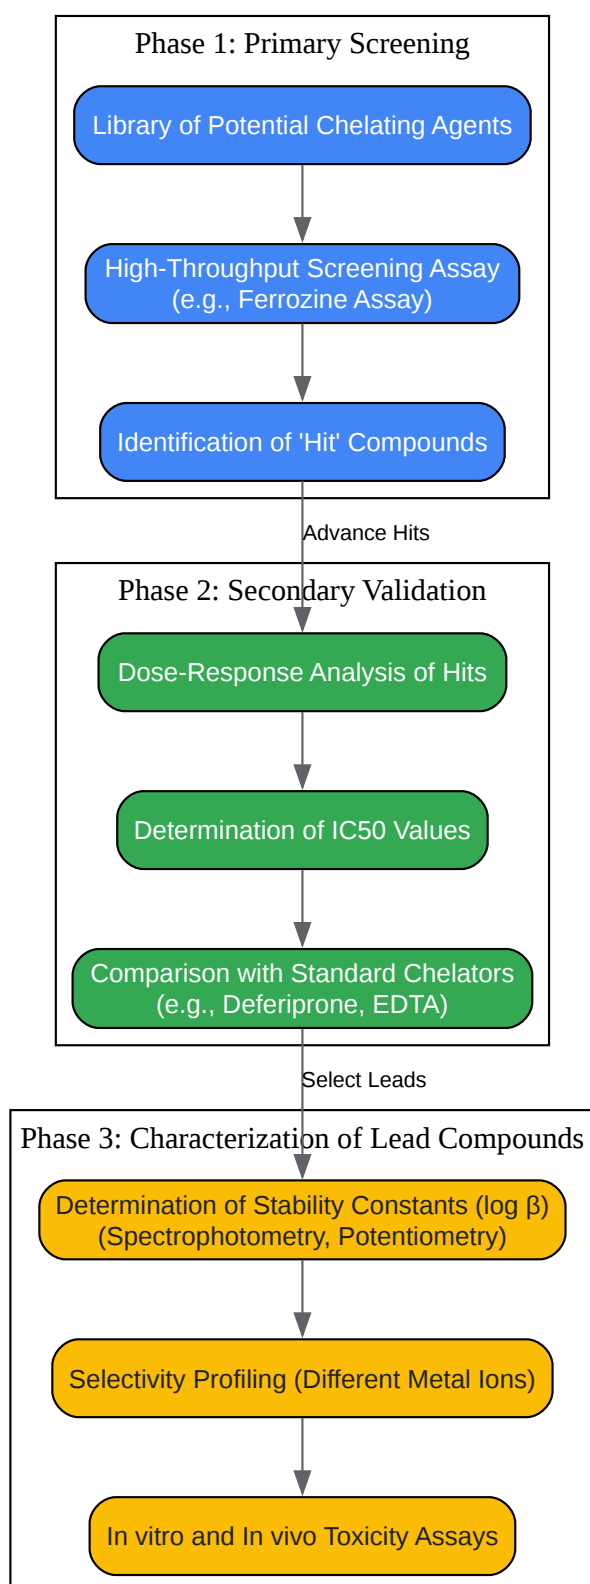 Phase 1: Primary Screening
Library of Potential Chelating Agents
High-Throughput Screening Assay
(e.g., Ferrozine Assay)
Identification of 'Hit' Compounds
Advance Hits
Phase 2: Secondary Validation
Dose-Response Analysis of Hits
Determination of IC50 Values
Comparison with Standard Chelators
(e.g., Deferiprone, EDTA)
Select Leads
Phase 3: Characterization of Lead Compounds
Determination of Stability Constants (log β)
(Spectrophotometry, Potentiometry)
Selectivity Profiling (Different Metal Ions)
In vitro and In vivo Toxicity Assays